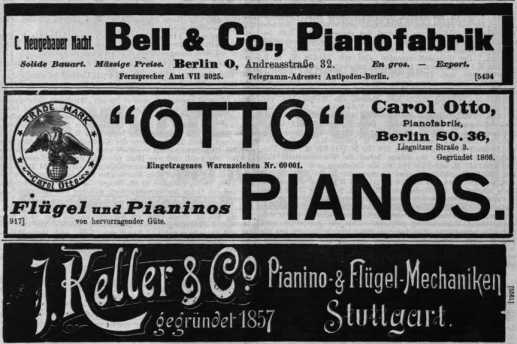 C. Neugebauer Nachf. Bell & Co., Pianofabrik
Solide Bauart. Mässige Preise. Berlin O, Andreasstraße 32. En gros. — Export.
Fernsprecher Amt VII 3025. Telegramm-Adresse: Antipoden-Berlin. [5434
TRADE MARK
Carol Otto
“OTTO“
Eingetragenes Warenzeichen Nr. 60001.
PIANOS.
Carol Otto,
Pianofabrik,
Berlin SO. 36,
Liegnitzer Straße 3.
Gegründet 1866.
Flügel und Pianinos
917] von hervorragender Güte.
J. Keller & Co
Pianino- & Flügel-Mechaniken
gegründet 1857 Stuttgart.